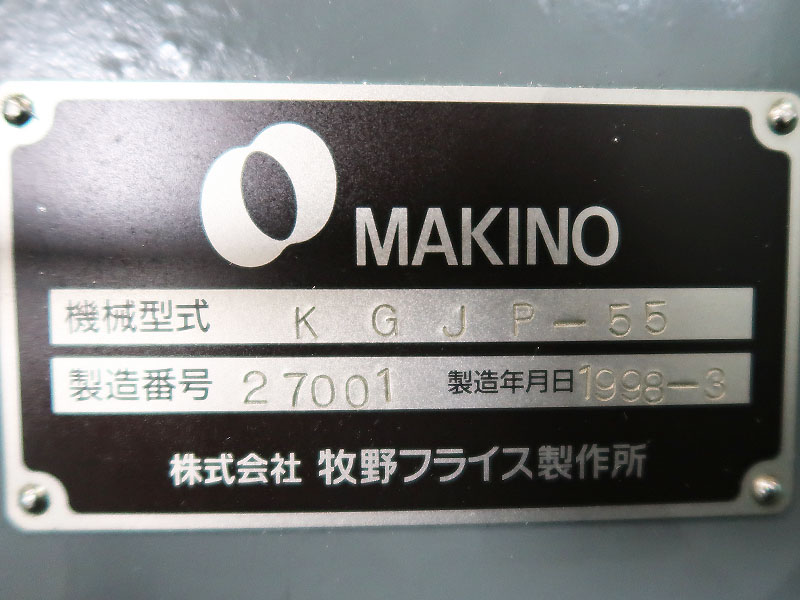 MAKINO
機械型式 KGJP-55
製造番号 27001 製造年月日 1998-3
株式会社 牧野フライス製作所